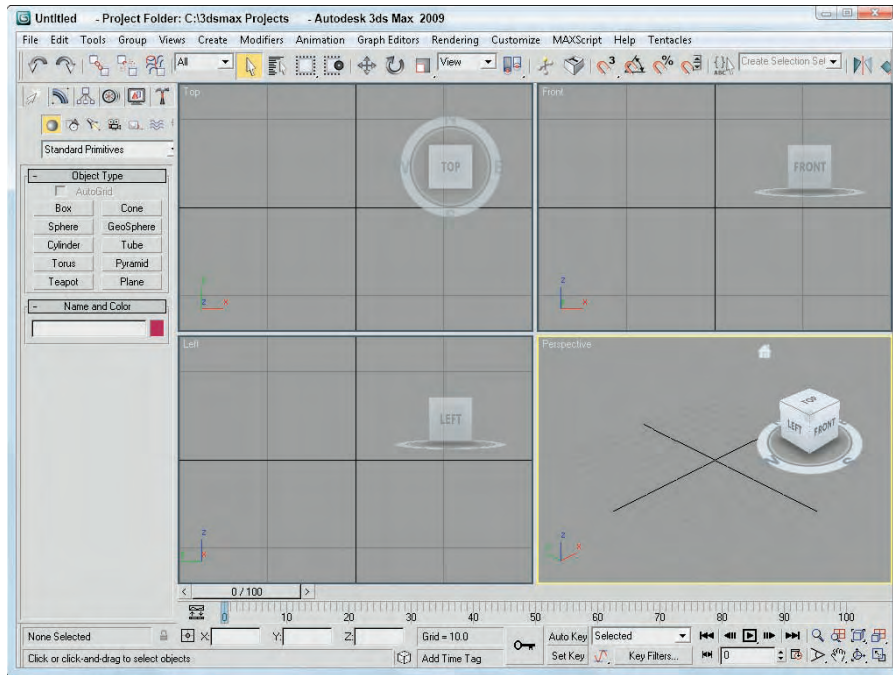 Untitled - Project Folder: C:\3dsmax Projects - Autodesk 3ds Max 2009
File Edit Tools Group Views Create Modifiers Animation Graph Editors Rendering Customize MAXScript Help Tentacles
All View Create Selection Set
Standard Primitives
- Object Type
AutoGrid
Box Cone
Sphere GeoSphere
Cylinder Tube
Torus Pyramid
Teapot Plane
- Name and Color
Top
N
W TOP E
S
y
z x
Front
FRONT
z
x
Left
LEFT
z
Perspective
TOP
LEFT FRONT
W S
z
x
< 0 / 100 >
0 10 20 30 40 50 60 70 80 90 100
None Selected X: Y: Z: Grid = 10.0 Auto Key Selected
Click or click-and-drag to select objects Add Time Tag Set Key Key Filters... 0